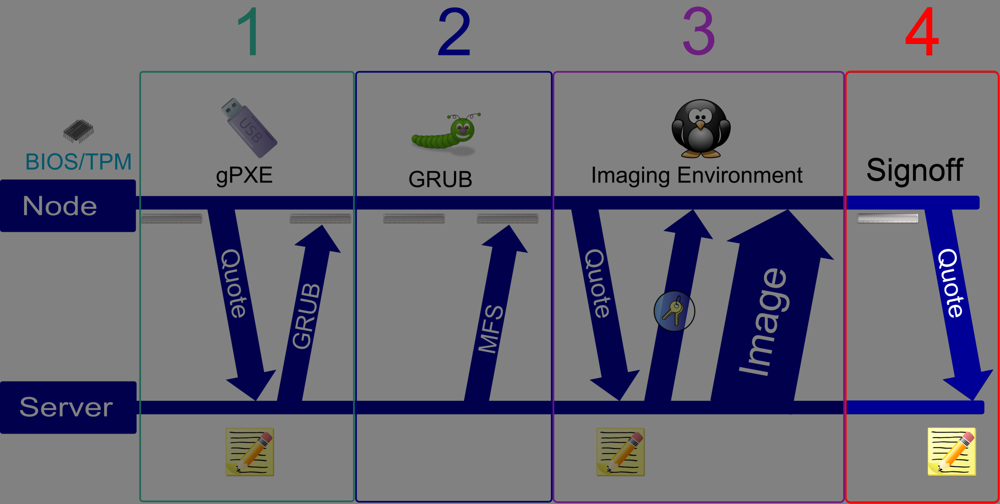 1
2
3
4
USB
BIOS/TPM
gPXE
GRUB
Imaging Environment
Signoff
Node
Quote
GRUB
MFS
Quote
Image
Quote
Server